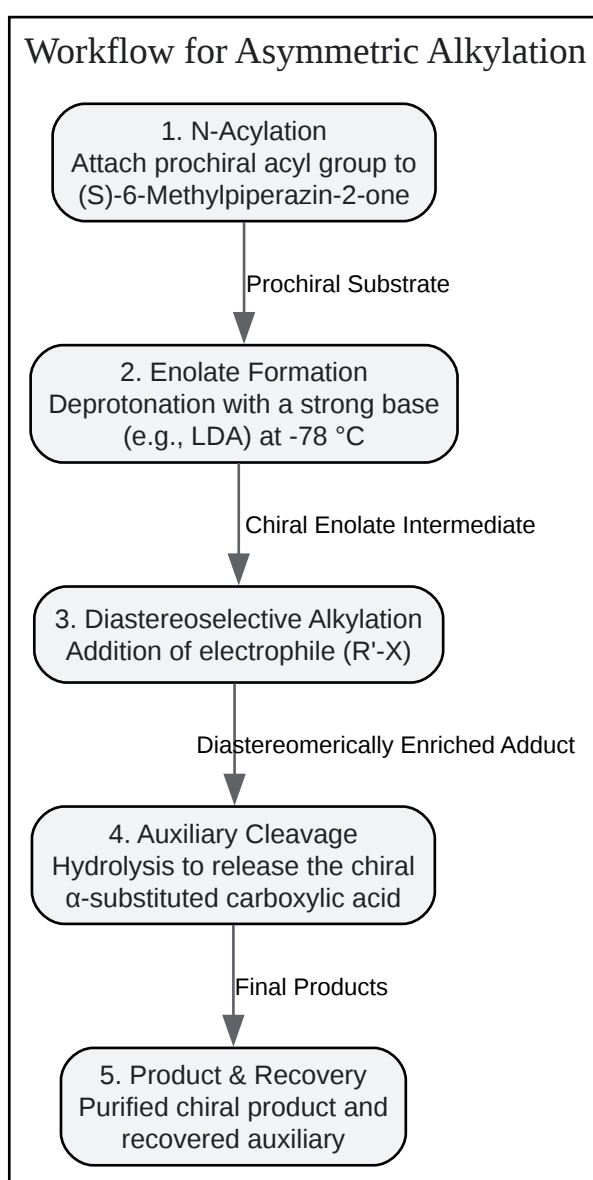 Workflow for Asymmetric Alkylation
1. N-Acylation
Attach prochiral acyl group to
(S)-6-Methylpiperazin-2-one
Prochiral Substrate
2. Enolate Formation
Deprotonation with a strong base
(e.g., LDA) at -78 °C
Chiral Enolate Intermediate
3. Diastereoselective Alkylation
Addition of electrophile (R'-X)
Diastereomerically Enriched Adduct
4. Auxiliary Cleavage
Hydrolysis to release the chiral
α-substituted carboxylic acid
Final Products
5. Product & Recovery
Purified chiral product and
recovered auxiliary